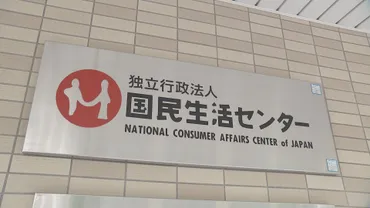 独立行政法人
国民生活センター
NATIONAL CONSUMER AFFAIRS CENTER of JAPAN